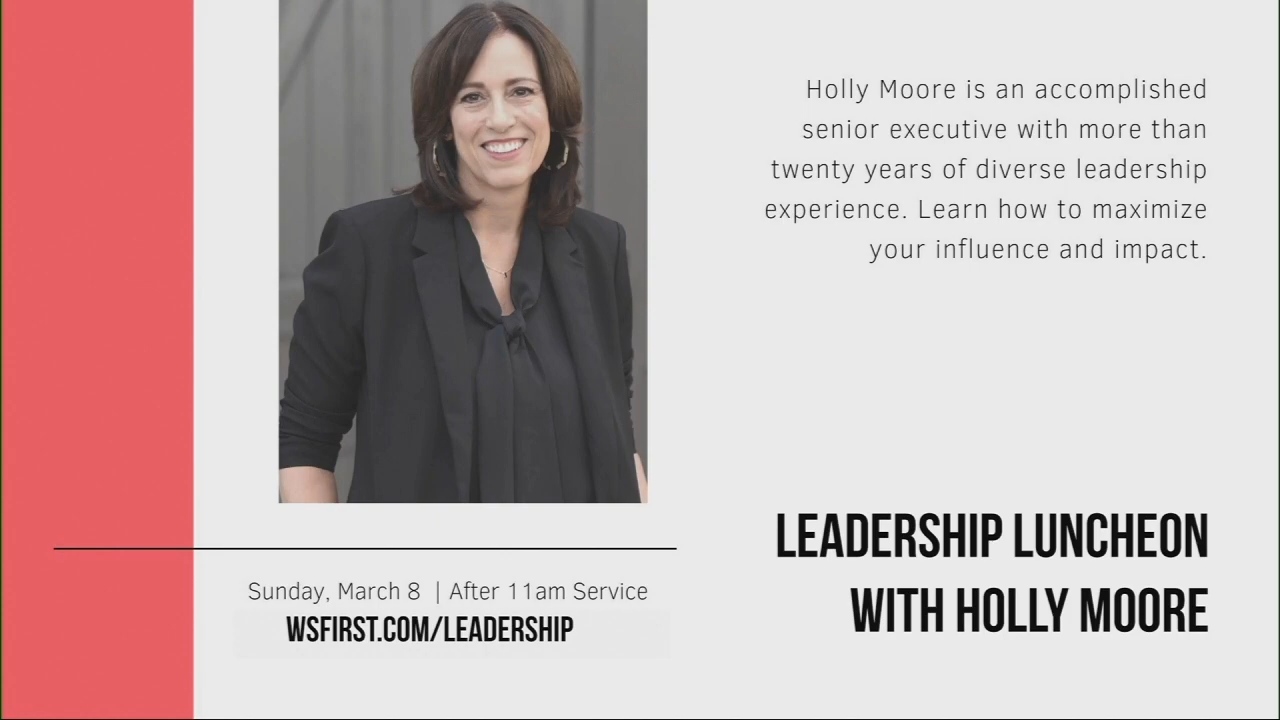 Holly Moore is an accomplished
senior executive with more than
twenty years of diverse leadership
experience. Learn how to maximize
your influence and impact.
LEADERSHIP LUNCHEON
WITH HOLLY MOORE
Sunday, March 8 | After 11am Service
WSFIRST.COM/LEADERSHIP